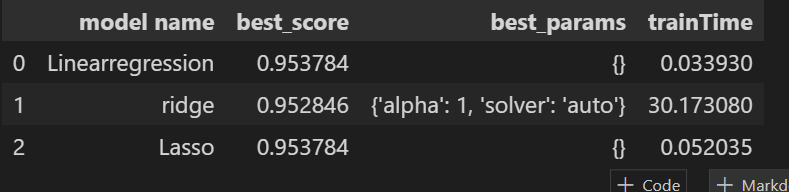 model name best_score best_params trainTime
0 Linearregression 0.953784 {} 0.033930
1 ridge 0.952846 {'alpha': 1, 'solver': 'auto'} 30.173080
2 Lasso 0.953784 {} 0.052035
+ Code + Markd